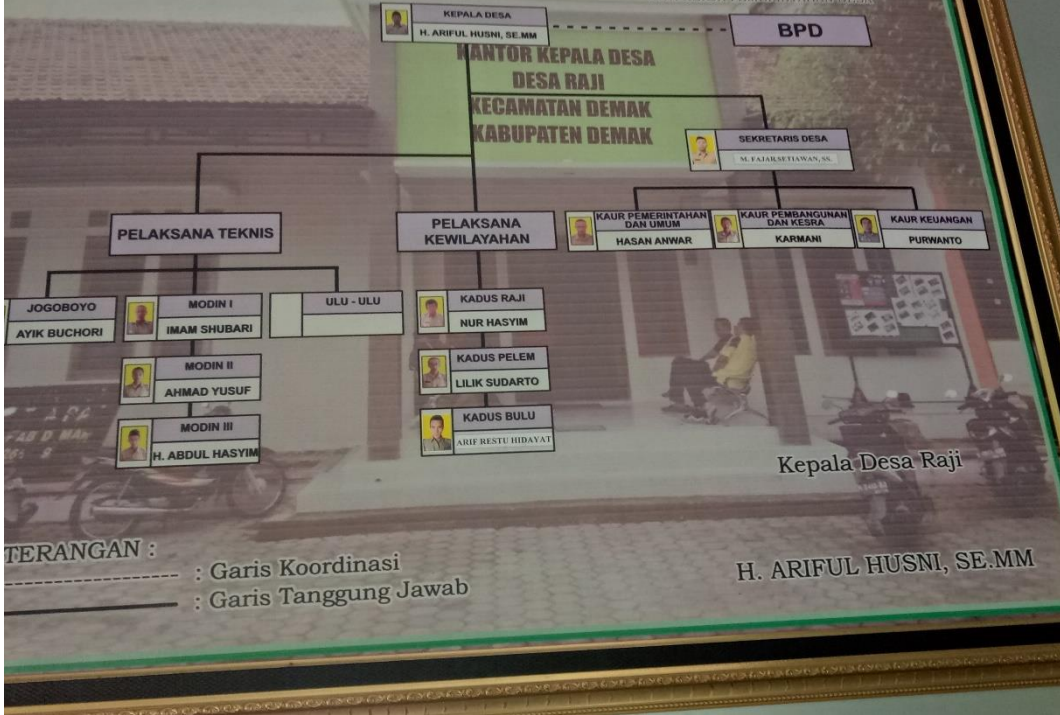 KEPALA DESA
H. ARIFUL HUSNI, SE.MM
BPD
KANTOR KEPALA DESA
DESA RAJI
KECAMATAN DEMAK
KABUPATEN DEMAK
SEKRETARIS DESA
M. FAJAR SETIAWAN, SS.
KAUR PEMERINTAHAN
DAN UMUM
HASAN ANWAR
KAUR PEMBANGUNAN
DAN KESRA
KARMANI
KAUR KEUANGAN
PURWANTO
PELAKSANA TEKNIS
PELAKSANA
KEWILAYAHAN
JOGOBOYO
AYIK BUCHORI
MODIN I
IMAM SHUBARI
ULU - ULU
MODIN II
AHMAD YUSUF
MODIN III
H. ABDUL HASYIM
KADUS RAJI
NUR HASYIM
KADUS PELEM
LILIK SUDARTO
KADUS BULU
ARIF RESTU HIDAYAT
Kepala Desa Raji
H. ARIFUL HUSNI, SE.MM
TERANGAN :
: Garis Koordinasi
: Garis Tanggung Jawab